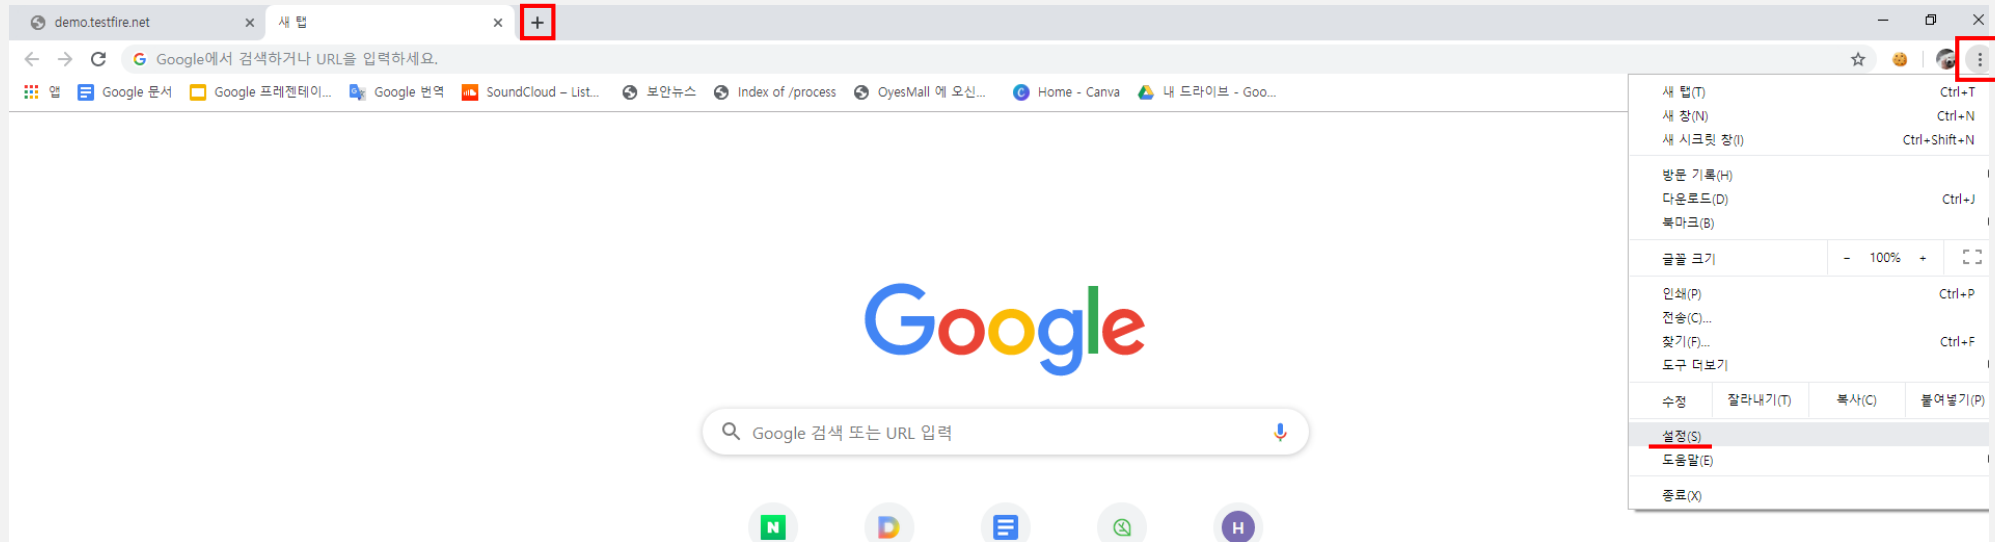 demo.testfire.net
새 탭
Google에서 검색하거나 URL을 입력하세요.
앱 Google 문서 Google 프레젠테이... Google 번역 SoundCloud – List... 보안뉴스 Index of /process OyesMall 에 오신... Home - Canva 내 드라이브 - Goo...
새 탭(T) Ctrl+T
새 창(N) Ctrl+N
새 시크릿 창(I) Ctrl+Shift+N
방문 기록(H)
다운로드(D) Ctrl+J
북마크(B)
글꼴 크기 - 100% +
인쇄(P) Ctrl+P
전송(C)...
찾기(F)... Ctrl+F
도구 더보기
수정 잘라내기(T) 복사(C) 붙여넣기(P)
설정(S)
도움말(E)
종료(X)
Google
Google 검색 또는 URL 입력
N D H